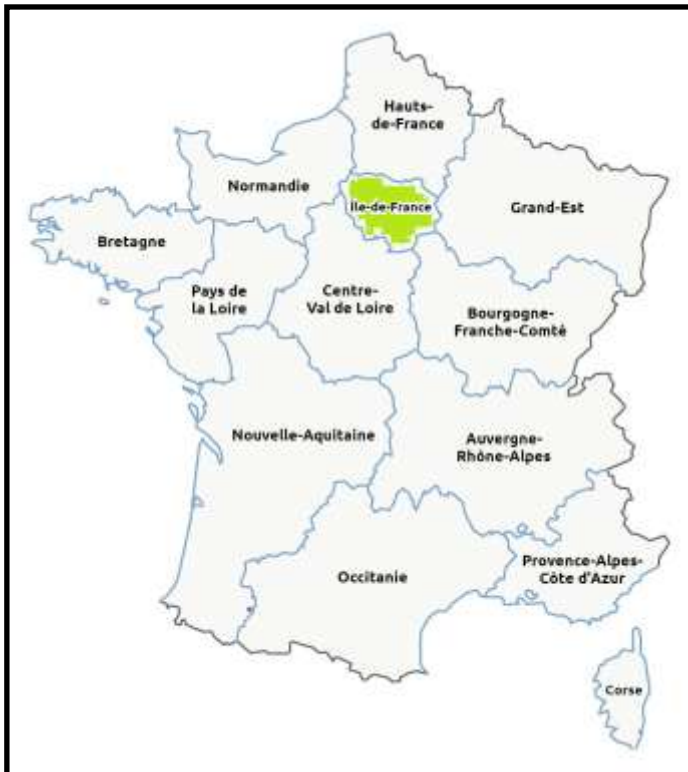 Hauts-
de-France
Normandie
Île-de-France
Grand-Est
Bretagne
Pays de
la Loire
Centre-
Val de Loire
Bourgogne-
Franche-Comté
Nouvelle-Aquitaine
Auvergne-
Rhône-Alpes
Occitanie
Provence-Alpes-
Côte d'Azur
Corse